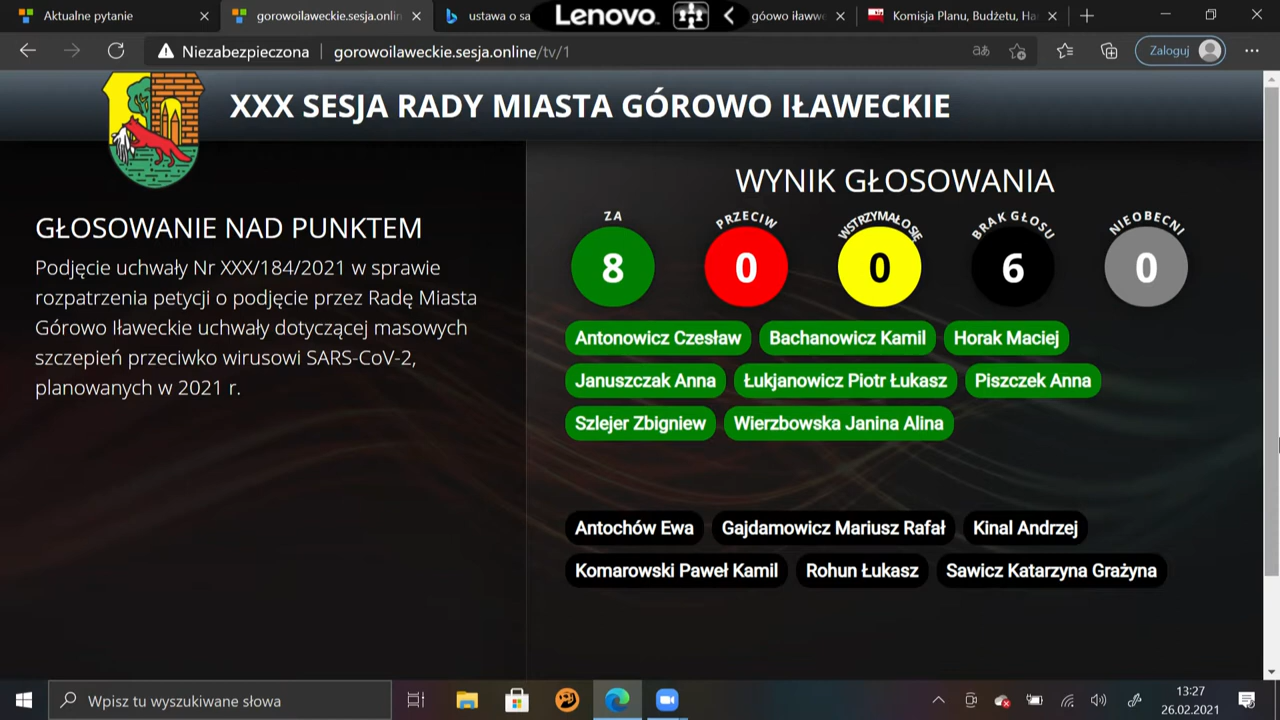 Aktualne pytanie
gorowoilaweckie.sesja.onlin
ustawa o sa
Lenovo
góowo iławwe
Komisja Planu, Budżetu, Ha
Niezabezpieczona
gorowoilaweckie.sesja.online/tv/1
Zaloguj
XXX SESJA RADY MIASTA GÓROWO IŁAWECKIE
GŁOSOWANIE NAD PUNKTEM
Podjęcie uchwały Nr XXX/184/2021 w sprawie
rozpatrzenia petycji o podjęcie przez Radę Miasta
Górowo Iławeckie uchwały dotyczącej masowych
szczepień przeciwko wirusowi SARS-CoV-2,
planowanych w 2021 r.
WYNIK GŁOSOWANIA
ZA PRZECIW WSTRZYMAŁO SIĘ BRAK GŁOSU NIEOBECNI
8 0 0 6 0
Antonowicz Czesław Bachanowicz Kamil Horak Maciej
Januszczak Anna Łukjanowicz Piotr Łukasz Piszczek Anna
Szlejer Zbigniew Wierzbowska Janina Alina
Antochów Ewa Gajdamowicz Mariusz Rafał Kinal Andrzej
Komarowski Paweł Kamil Rohun Łukasz Sawicz Katarzyna Grażyna
Wpisz tu wyszukiwane słowa
13:27
26.02.2021